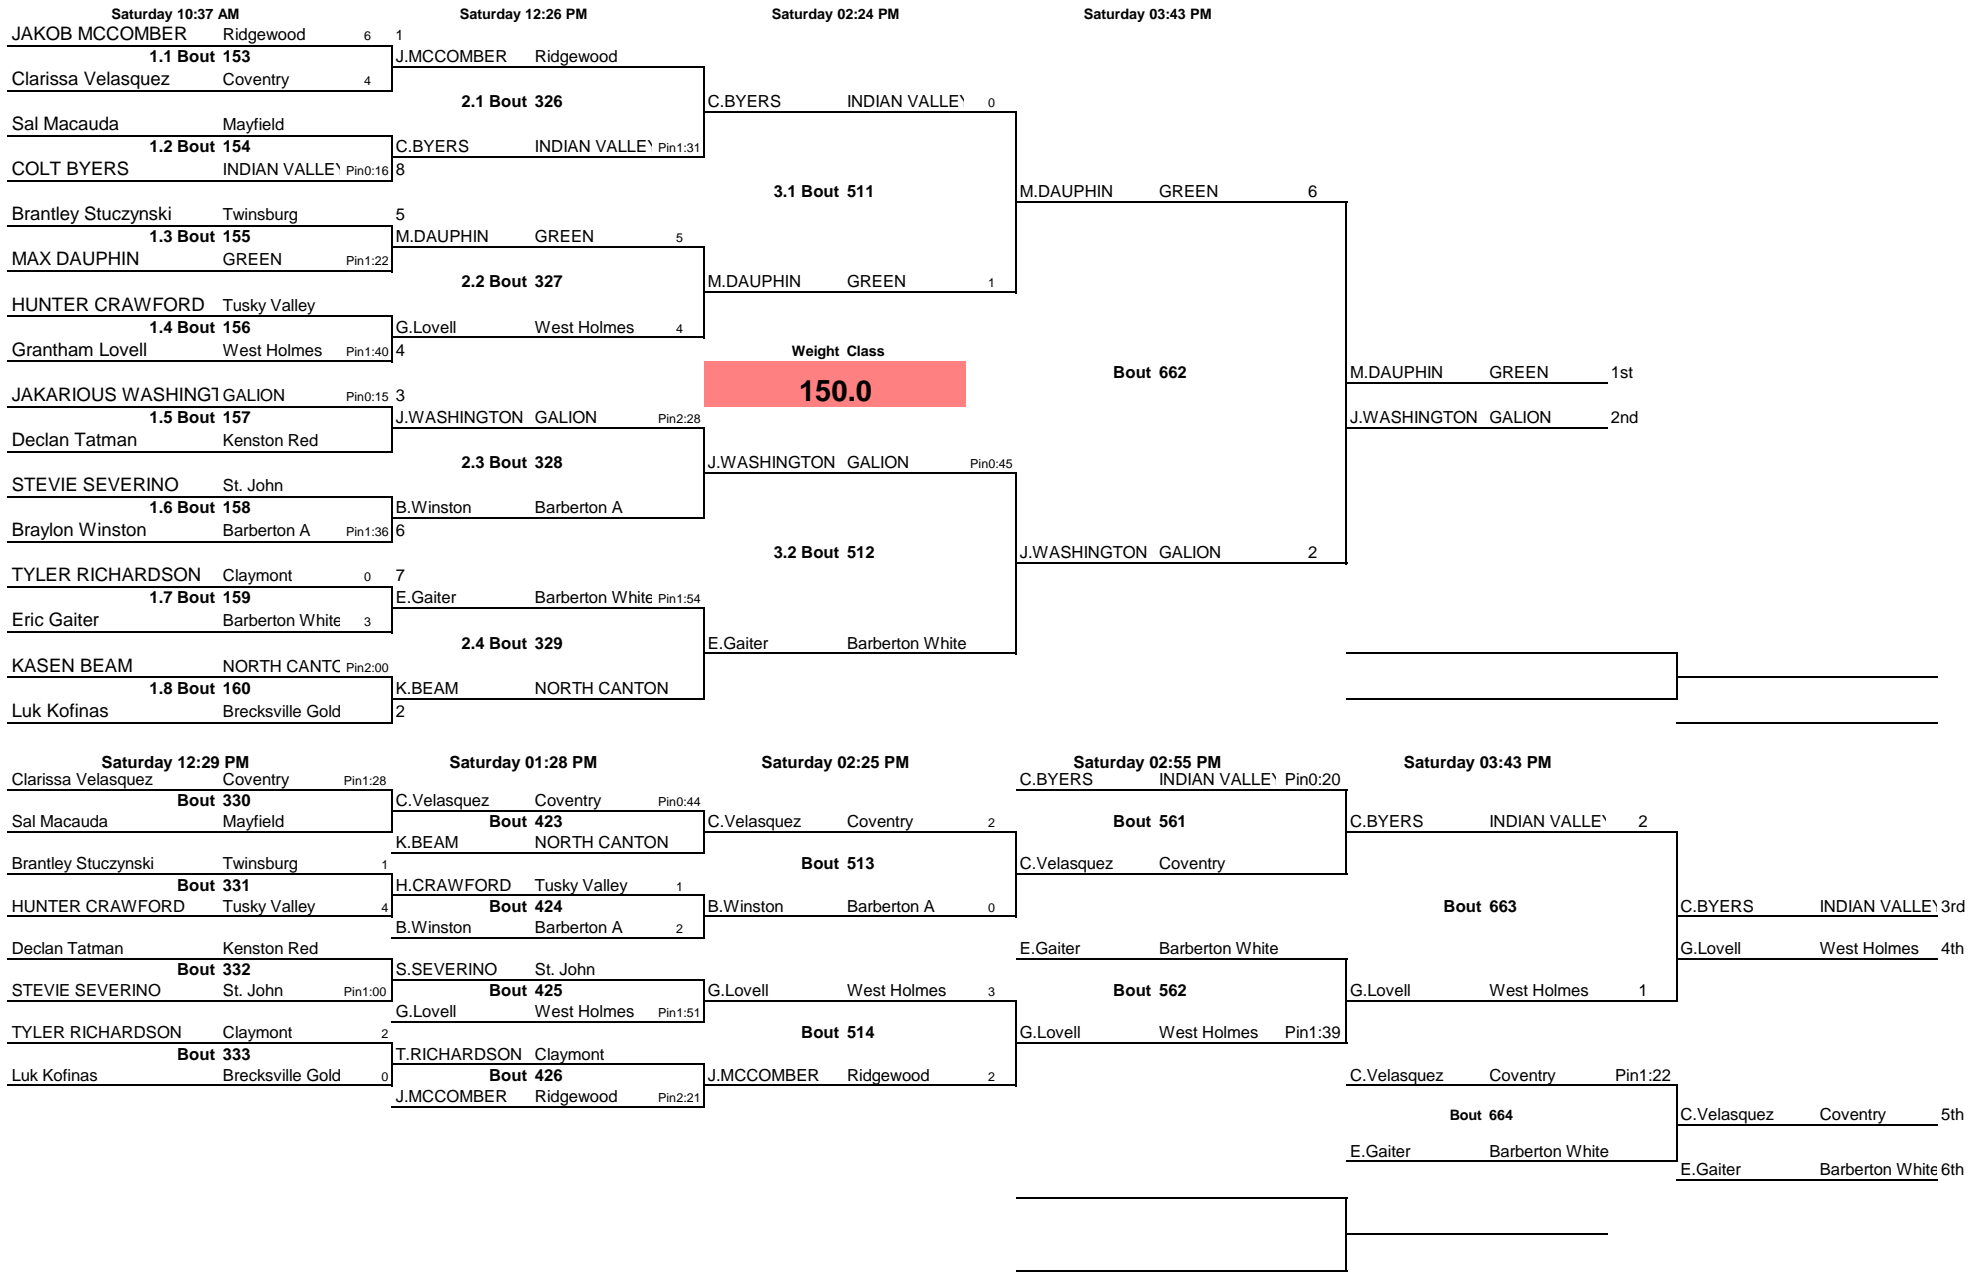 Saturday 10:37 AM Saturday 12:26 PM Saturday 02:24 PM Saturday 03:43 PM
JAKOB MCCOMBER Ridgewood 6 1
1.1 Bout 153 J.MCCOMBER Ridgewood
Clarissa Velasquez Coventry 4
2.1 Bout 326 C.BYERS INDIAN VALLEY 0
Sal Macauda Mayfield
1.2 Bout 154 C.BYERS INDIAN VALLEY Pin1:31
COLT BYERS INDIAN VALLEY Pin0:16 8
3.1 Bout 511 M.DAUPHIN GREEN 6
Brantley Stuczynski Twinsburg 5
1.3 Bout 155 M.DAUPHIN GREEN 5
MAX DAUPHIN GREEN Pin1:22
2.2 Bout 327 M.DAUPHIN GREEN 1
HUNTER CRAWFORD Tusky Valley
1.4 Bout 156 G.Lovell West Holmes 4
Grantham Lovell West Holmes Pin1:40 4 Weight Class
Bout 662 M.DAUPHIN GREEN 1st
JAKARIOUS WASHINGT GALION Pin0:15 3 150.0
1.5 Bout 157 J.WASHINGTON GALION Pin2:28 J.WASHINGTON GALION 2nd
Declan Tatman Kenston Red
2.3 Bout 328 J.WASHINGTON GALION Pin0:45
STEVIE SEVERINO St. John
1.6 Bout 158 B.Winston Barberton A
Braylon Winston Barberton A Pin1:36 6
3.2 Bout 512 J.WASHINGTON GALION 2
TYLER RICHARDSON Claymont 0 7
1.7 Bout 159 E.Gaiter Barberton White Pin1:54
Eric Gaiter Barberton White 3
2.4 Bout 329 E.Gaiter Barberton White
KASEN BEAM NORTH CANTO Pin2:00
1.8 Bout 160 K.BEAM NORTH CANTON
Luk Kofinas Brecksville Gold 2
Saturday 12:29 PM Saturday 01:28 PM Saturday 02:25 PM Saturday 02:55 PM Saturday 03:43 PM
Clarissa Velasquez Coventry Pin1:28 C.BYERS INDIAN VALLEY Pin0:20
Bout 330 C.Velasquez Coventry Pin0:44
Sal Macauda Mayfield Bout 423 C.Velasquez Coventry 2 Bout 561 C.BYERS INDIAN VALLEY 2
K.BEAM NORTH CANTON
Brantley Stuczynski Twinsburg 1 Bout 513 C.Velasquez Coventry
Bout 331 H.CRAWFORD Tusky Valley 1
HUNTER CRAWFORD Tusky Valley 4 Bout 424 B.Winston Barberton A 0 Bout 663 C.BYERS INDIAN VALLEY 3rd
B.Winston Barberton A 2
Declan Tatman Kenston Red E.Gaiter Barberton White G.Lovell West Holmes 4th
Bout 332 S.SEVERINO St. John
STEVIE SEVERINO St. John Pin1:00 Bout 425 G.Lovell West Holmes 3 Bout 562 G.Lovell West Holmes 1
G.Lovell West Holmes Pin1:51
TYLER RICHARDSON Claymont 2 Bout 514 G.Lovell West Holmes Pin1:39
Bout 333 T.RICHARDSON Claymont
Luk Kofinas Brecksville Gold 0 Bout 426 J.MCCOMBER Ridgewood 2 C.Velasquez Coventry Pin1:22
J.MCCOMBER Ridgewood Pin2:21
Bout 664 C.Velasquez Coventry 5th
E.Gaiter Barberton White
E.Gaiter Barberton White 6th